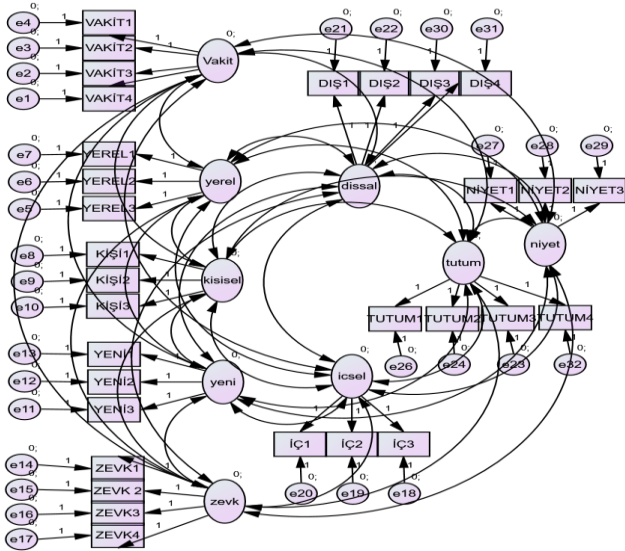 e4 VAKİT1
e3 VAKİT2
e2 VAKİT3
e1 VAKİT4
Vakit
e21 e22 e30 e31
DIŞ1 DIŞ2 DIŞ3 DIŞ4
e7 YEREL1
e6 YEREL2
e5 YEREL3
yerel
dissal
e27 e28 e29
NİYET1 NİYET2 NİYET3
niyet
e8 KİŞİ1
e9 KİŞİ2
e10 KİŞİ3
kisisel
tutum
TUTUM1 TUTUM2 TUTUM3 TUTUM4
e26 e24 e23 e32
e13 YENİ1
e12 YENİ2
e11 YENİ3
yeni
icsel
İÇ1 İÇ2 İÇ3
e20 e19 e18
e14 ZEVK1
e15 ZEVK 2
e16 ZEVK3
e17 ZEVK4
zevk